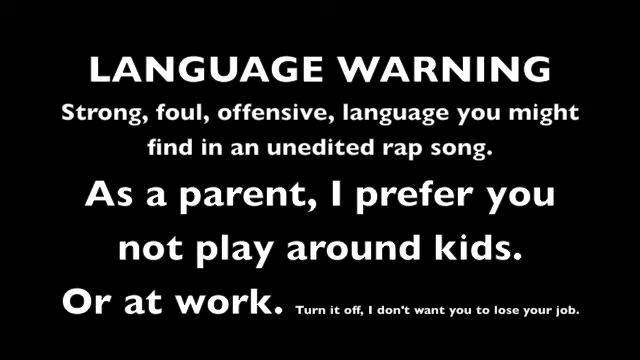 LANGUAGE WARNING
Strong, foul, offensive, language you might
find in an unedited rap song.
As a parent, I prefer you
not play around kids.
Or at work. Turn it off, I don't want you to lose your job.